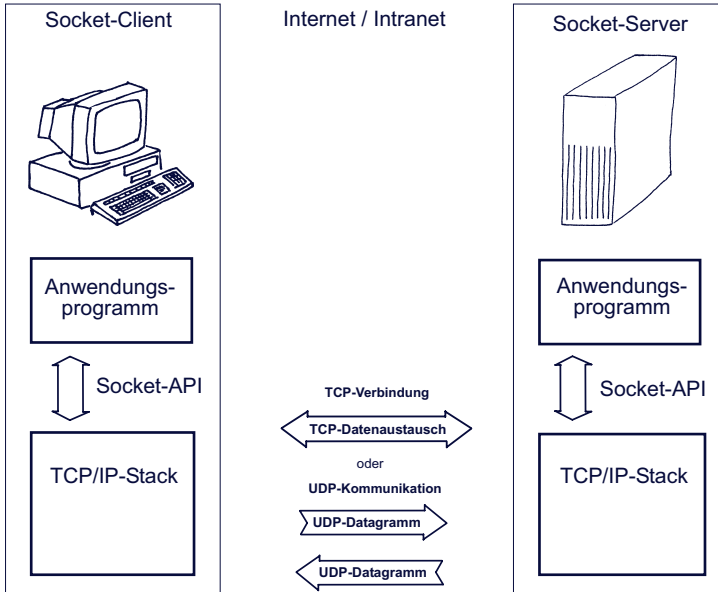 Socket-Client
Internet / Intranet
Socket-Server
Anwendungs-
programm
Anwendungs-
programm
Socket-API
Socket-API
TCP-Verbindung
TCP-Datenaustausch
oder
UDP-Kommunikation
UDP-Datagramm
UDP-Datagramm
TCP/IP-Stack
TCP/IP-Stack